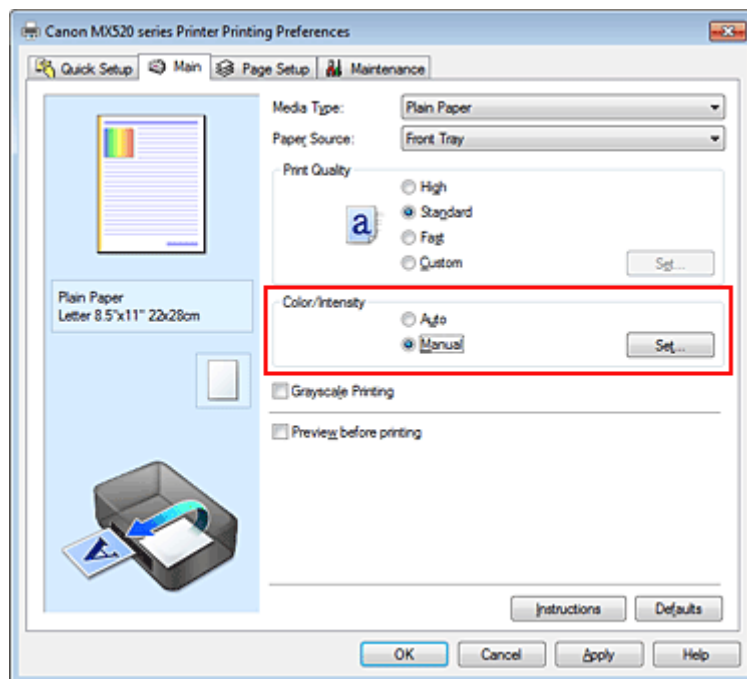 Canon MX520 series Printer Printing Preferences
Quick Setup
Main
Page Setup
Maintenance
Media Type:
Plain Paper
Paper Source:
Front Tray
Print Quality
High
a
Standard
Fast
Custom
Set...
Plain Paper
Letter 8.5"x11" 22x28cm
Color/Intensity
Auto
Manual
Set...
Grayscale Printing
Preview before printing
A
Instructions
Defaults
OK
Cancel
Apply
Help